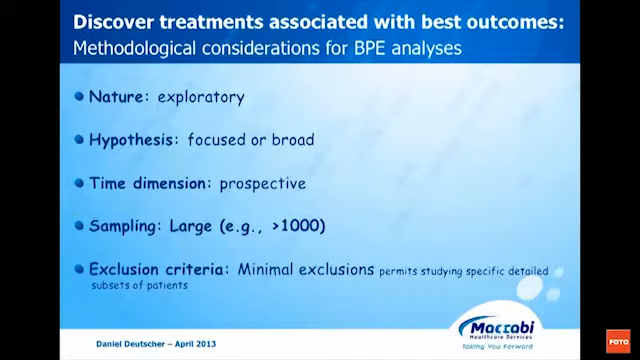 Discover treatments associated with best outcomes:
Methodological considerations for BPE analyses
Nature: exploratory
Hypothesis: focused or broad
Time dimension: prospective
Sampling: Large (e.g., >1000)
Exclusion criteria: Minimal exclusions permits studying specific detailed
subsets of patients
Maccabi
Healthcare Services
Taking You Forward
Daniel Deutscher – April 2013
FOTO